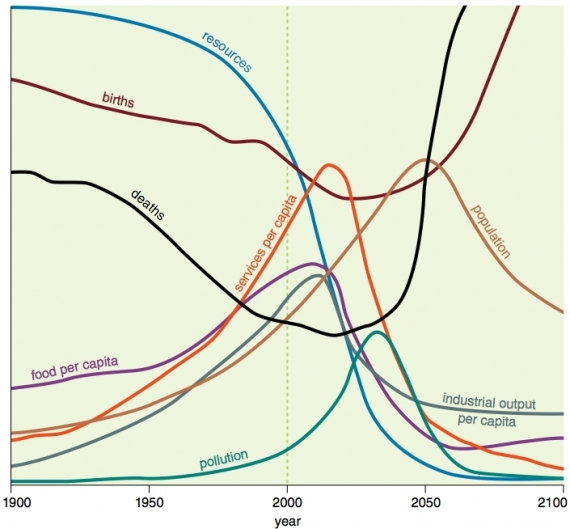 resources
births
deaths
services per capita
population
food per capita
industrial output
per capita
pollution
1900 1950 2000 2050 2100
year